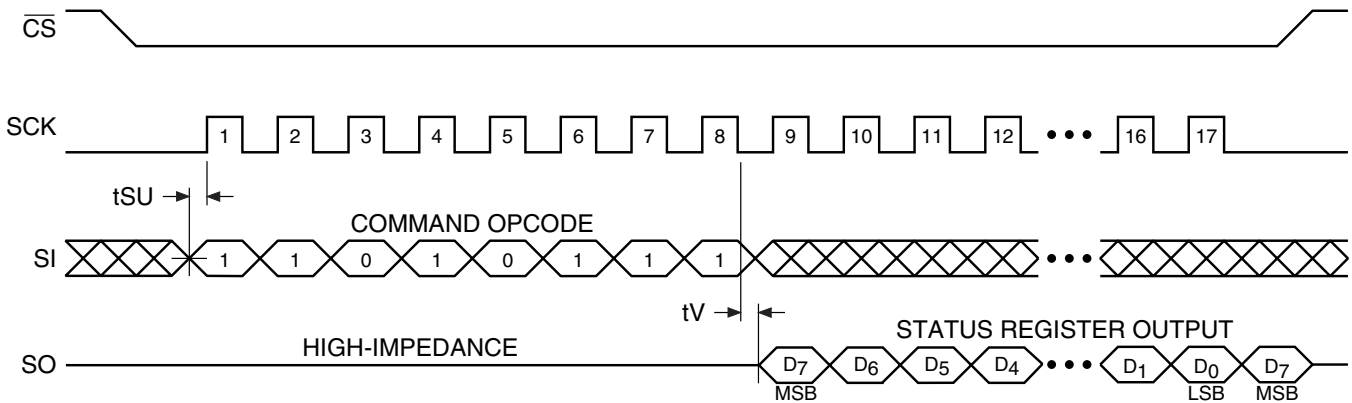 CS
SCK 1 2 3 4 5 6 7 8 9 10 11 12 16 17
tSU
COMMAND OPCODE
SI 1 1 0 1 0 1 1 1
tV
HIGH-IMPEDANCE
STATUS REGISTER OUTPUT
SO D7 D6 D5 D4 D1 D0 D7
MSB LSB MSB